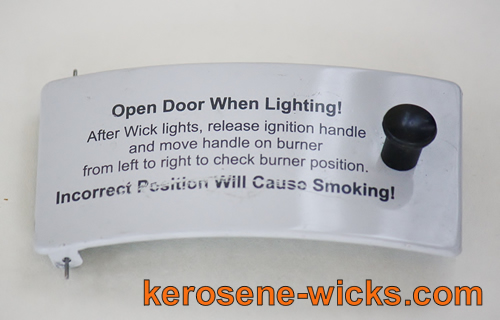 Open Door When Lighting!
After Wick lights, release ignition handle
and move handle on burner
from left to right to check burner position.
Incorrect Position Will Cause Smoking!
kerosene-wicks.com